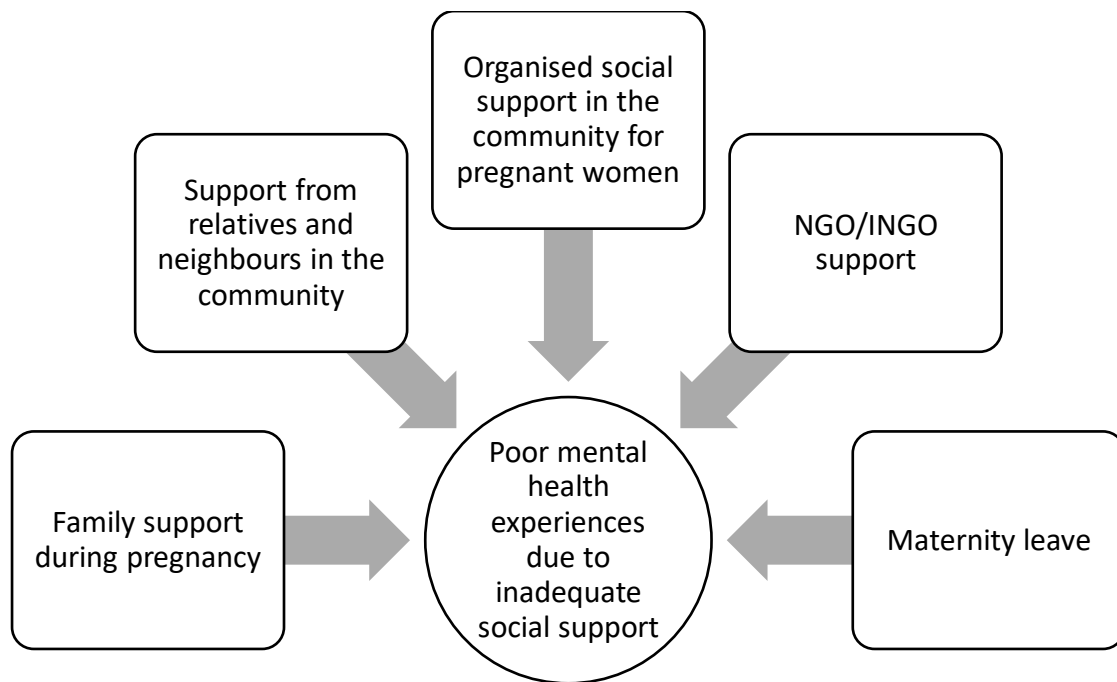 Organised social
support in the
community for
pregnant women
Support from
relatives and
neighbours in the
community
NGO/INGO
support
Family support
during pregnancy
Poor mental
health
experiences
due to
inadequate
social support
Maternity leave